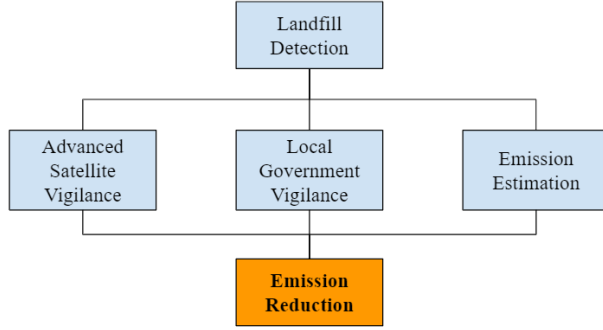 Landfill
Detection
Advanced
Satellite
Vigilance
Local
Government
Vigilance
Emission
Estimation
Emission
Reduction